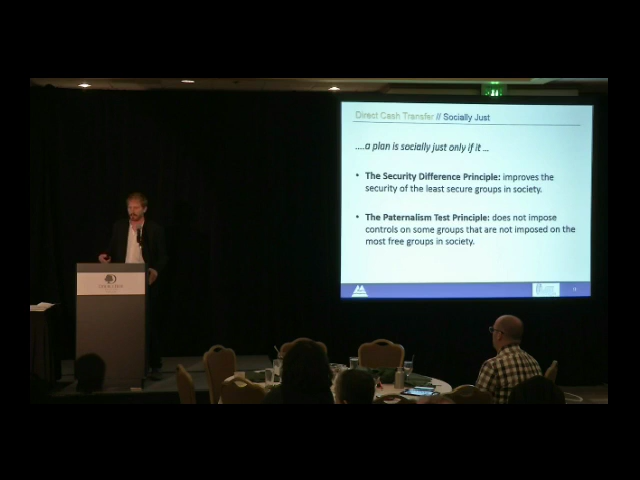 Direct Cash Transfer // Socially Just
....a plan is socially just only if it ...
• The Security Difference Principle: improves the
security of the least secure groups in society.
• The Paternalism Test Principle: does not impose
controls on some groups that are not imposed on the
most free groups in society.